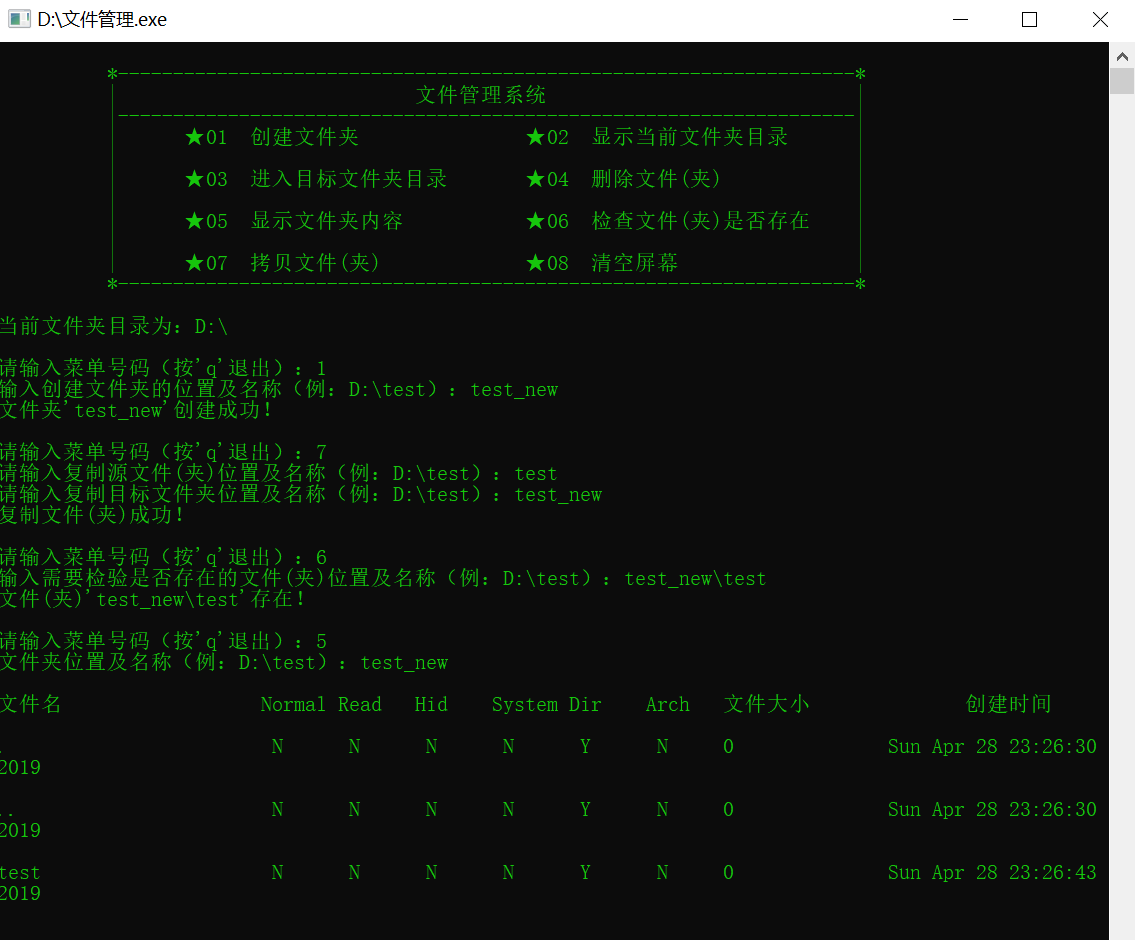 D:\文件管理.exe
*--------------------------------------------------------------------*
文件管理系统
--------------------------------------------------------------------
★01 创建文件夹 ★02 显示当前文件夹目录
★03 进入目标文件夹目录 ★04 删除文件(夹)
★05 显示文件夹内容 ★06 检查文件(夹)是否存在
★07 拷贝文件(夹) ★08 清空屏幕
*--------------------------------------------------------------------*
当前文件夹目录为: D:\
请输入菜单号码（按'q'退出）: 1
输入创建文件夹的位置及名称（例: D:\test）: test_new
文件夹'test_new'创建成功!
请输入菜单号码（按'q'退出）: 7
请输入复制源文件(夹)位置及名称（例: D:\test）: test
请输入复制目标文件夹位置及名称（例: D:\test）: test_new
复制文件(夹)成功!
请输入菜单号码（按'q'退出）: 6
输入需要检验是否存在的文件(夹)位置及名称（例: D:\test）: test_new\test
文件(夹)'test_new\test'存在!
请输入菜单号码（按'q'退出）: 5
文件夹位置及名称（例: D:\test）: test_new
文件名 Normal Read Hid System Dir Arch 文件大小 创建时间
. N N N N Y N 0 Sun Apr 28 23:26:30
2019
.. N N N N Y N 0 Sun Apr 28 23:26:30
2019
test N N N N Y N 0 Sun Apr 28 23:26:43
2019